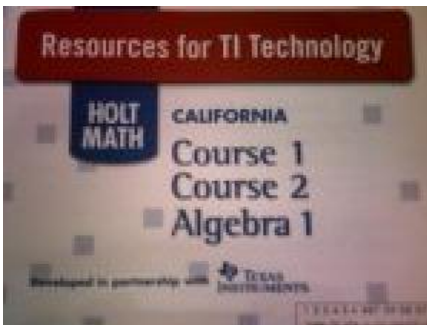 Resources for TI Technology
HOLT
MATH
CALIFORNIA
Course 1
Course 2
Algebra 1
Developed in partnership with
TEXAS
INSTRUMENTS